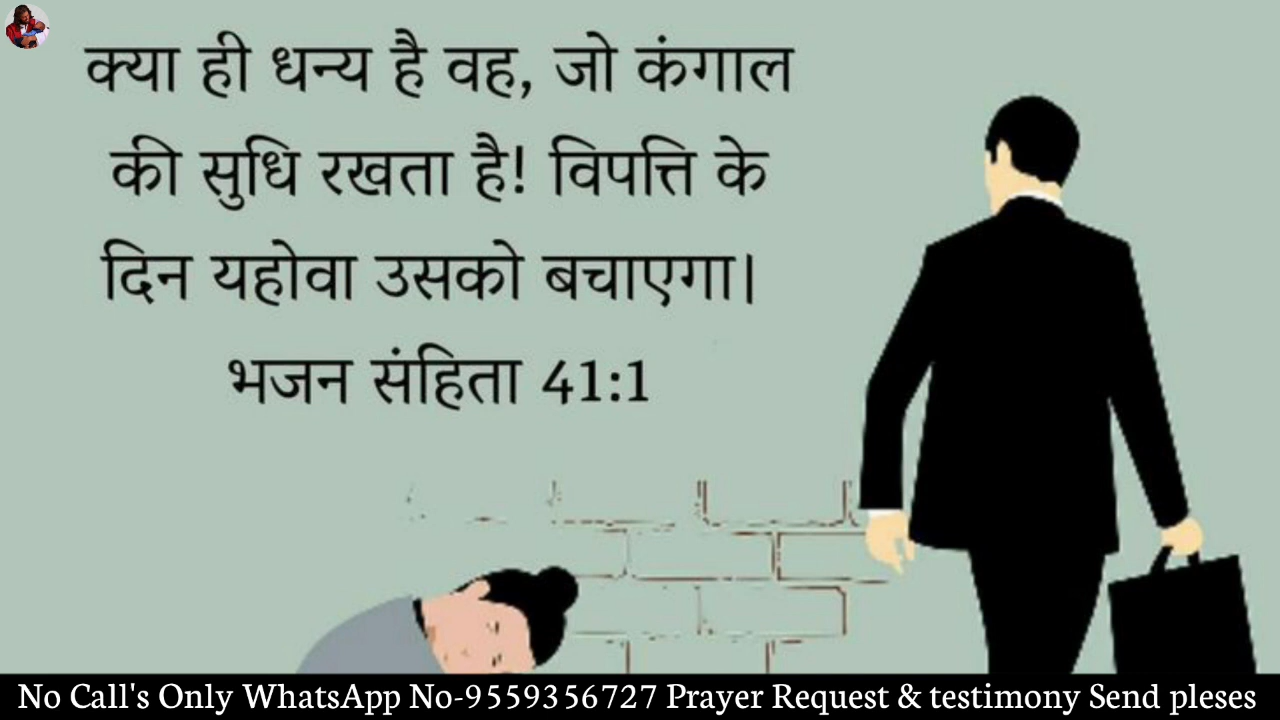 क्या ही धन्य है वह, जो कंगाल
की सुधि रखता है! विपत्ति के
दिन यहोवा उसको बचाएगा।
भजन संहिता 41:1
No Call's Only WhatsApp No-9559356727 Prayer Request & testimony Send pleses